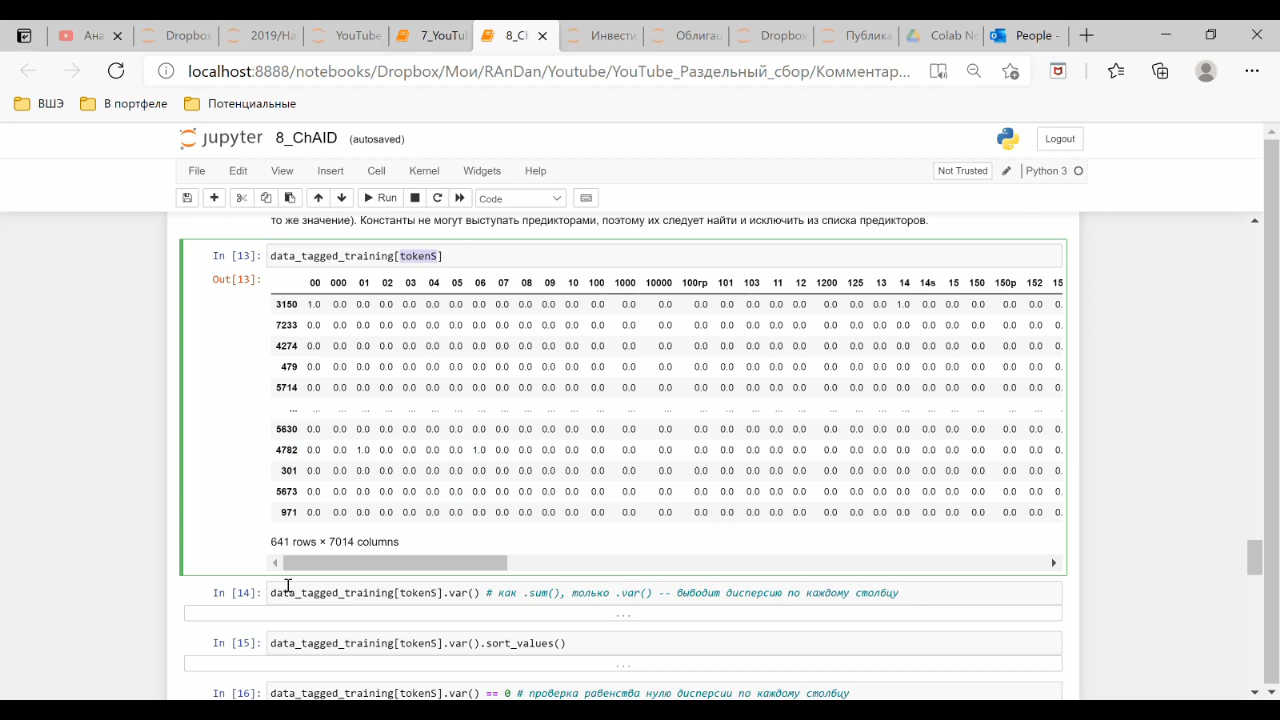 Ана
Dropbox
2019/На
YouTube
7_YouTu
8_Ch
Инвести
Облигац
Dropbox
Публика
Colab No
People -
localhost:8888/notebooks/Dropbox/Мои/RAnDan/Youtube/YouTube_Раздельный_сбор/Комментар...
ВШЭ В портфеле Потенциальные
jupyter 8_ChAID (autosaved) Logout
File Edit View Insert Cell Kernel Widgets Help Not Trusted Python 3
Run Code
то же значение). Константы не могут выступать предикторами, поэтому их следует найти и исключить из списка предикторов.
In [13]: data_tagged_training[tokenS]
Out[13]:
00 000 01 02 03 04 05 06 07 08 09 10 100 1000 10000 100гр 101 103 11 12 1200 125 13 14 14s 15 150 150р 152 15
3150 1.0 0.0 0.0 0.0 0.0 0.0 0.0 0.0 0.0 0.0 0.0 0.0 0.0 0.0 0.0 0.0 0.0 0.0 0.0 0.0 0.0 0.0 0.0 1.0 0.0 0.0 0.0 0.0 0.0 0.
7233 0.0 0.0 0.0 0.0 0.0 0.0 0.0 0.0 0.0 0.0 0.0 0.0 0.0 0.0 0.0 0.0 0.0 0.0 0.0 0.0 0.0 0.0 0.0 0.0 0.0 0.0 0.0 0.0 0.0 0.
4274 0.0 0.0 0.0 0.0 0.0 0.0 0.0 0.0 0.0 0.0 0.0 0.0 0.0 0.0 0.0 0.0 0.0 0.0 0.0 0.0 0.0 0.0 0.0 0.0 0.0 0.0 0.0 0.0 0.0 0.
479 0.0 0.0 0.0 0.0 0.0 0.0 0.0 0.0 0.0 0.0 0.0 0.0 0.0 0.0 0.0 0.0 0.0 0.0 0.0 0.0 0.0 0.0 0.0 0.0 0.0 0.0 0.0 0.0 0.0 0.
5714 0.0 0.0 0.0 0.0 0.0 0.0 0.0 0.0 0.0 0.0 0.0 0.0 0.0 0.0 0.0 0.0 0.0 0.0 0.0 0.0 0.0 0.0 0.0 0.0 0.0 0.0 0.0 0.0 0.0 0.
... ... ... ... ... ... ... ... ... ... ... ... ... ... ... ... ... ... ... ... ... ... ... ... ... ... ... ... ... ... .
5630 0.0 0.0 0.0 0.0 0.0 0.0 0.0 0.0 0.0 0.0 0.0 0.0 0.0 0.0 0.0 0.0 0.0 0.0 0.0 0.0 0.0 0.0 0.0 0.0 0.0 0.0 0.0 0.0 0.0 0.
4782 0.0 0.0 1.0 0.0 0.0 0.0 0.0 1.0 0.0 0.0 0.0 0.0 0.0 0.0 0.0 0.0 0.0 0.0 0.0 0.0 0.0 0.0 0.0 0.0 0.0 0.0 0.0 0.0 0.0 0.
301 0.0 0.0 0.0 0.0 0.0 0.0 0.0 0.0 0.0 0.0 0.0 0.0 0.0 0.0 0.0 0.0 0.0 0.0 0.0 0.0 0.0 0.0 0.0 0.0 0.0 0.0 0.0 0.0 0.0 0.
5673 0.0 0.0 0.0 0.0 0.0 0.0 0.0 0.0 0.0 0.0 0.0 0.0 0.0 0.0 0.0 0.0 0.0 0.0 0.0 0.0 0.0 0.0 0.0 0.0 0.0 0.0 0.0 0.0 0.0 0.
971 0.0 0.0 0.0 0.0 0.0 0.0 0.0 0.0 0.0 0.0 0.0 0.0 0.0 0.0 0.0 0.0 0.0 0.0 0.0 0.0 0.0 0.0 0.0 0.0 0.0 0.0 0.0 0.0 0.0 0.
641 rows × 7014 columns
In [14]: data_tagged_training[tokenS].var() # как .sum(), только .var() -- выводит дисперсию по каждому столбцу
...
In [15]: data_tagged_training[tokenS].var().sort_values()
...
In [16]: data_tagged_training[tokenS].var() == 0 # проверка равенства нулю дисперсии по каждому столбцу